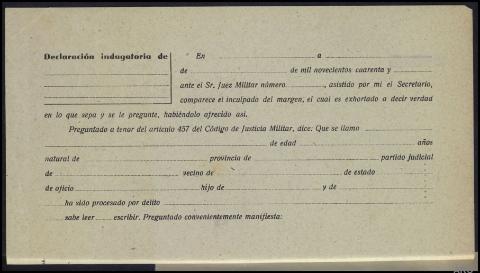 Declaración indagatoria de
En a
de de mil novecientos cuarenta y
ante el Sr. Juez Militar número, asistido por mí el Secretario,
comparece el inculpado del margen, el cual es exhortado a decir verdad
en lo que sepa y se le pregunte, habiéndolo ofrecido así.
Preguntado a tenor del artículo 457 del Código de Justicia Militar, dice: Que se llama
de edad años
natural de provincia de partido judicial
de vecino de de estado
de oficio hijo de y de
ha sido procesado por delito
sabe leer escribir. Preguntado convenientemente manifiesta: